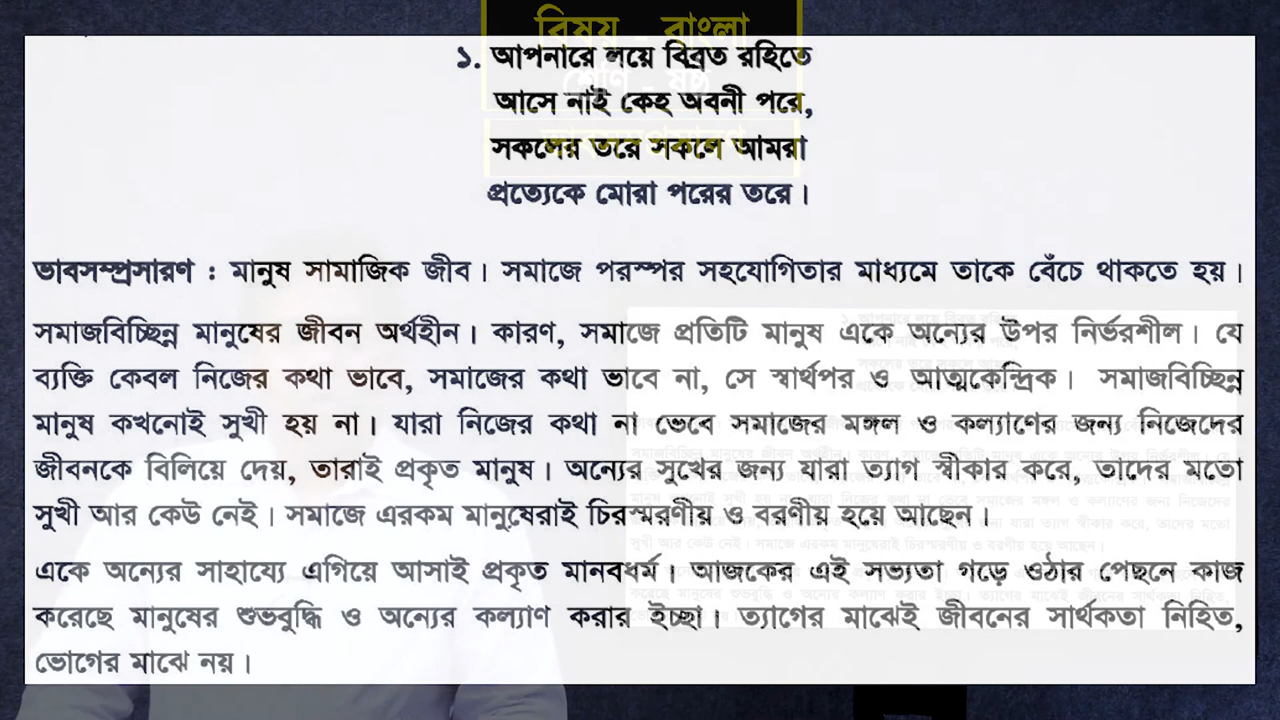 বিষয় - বাংলা
শ্রেণি - ষষ্ঠ
১. আপনারে লয়ে বিব্রত রহিতে
আসে নাই কেহ অবনী পরে,
সকলের তরে সকলে আমরা
প্রত্যেকে মোরা পরের তরে।
ভাবসম্প্রসারণ : মানুষ সামাজিক জীব। সমাজে পরস্পর সহযোগিতার মাধ্যমে তাকে বেঁচে থাকতে হয়।
সমাজবিচ্ছিন্ন মানুষের জীবন অর্থহীন। কারণ, সমাজে প্রতিটি মানুষ একে অন্যের উপর নির্ভরশীল। যে
ব্যক্তি কেবল নিজের কথা ভাবে, সমাজের কথা ভাবে না, সে স্বার্থপর ও আত্মকেন্দ্রিক। সমাজবিচ্ছিন্ন
মানুষ কখনোই সুখী হয় না। যারা নিজের কথা না ভেবে সমাজের মঙ্গল ও কল্যাণের জন্য নিজেদের
জীবনকে বিলিয়ে দেয়, তারাই প্রকৃত মানুষ। অন্যের সুখের জন্য যারা ত্যাগ স্বীকার করে, তাদের মতো
সুখী আর কেউ নেই। সমাজে এরকম মানুষেরাই চিরস্মরণীয় ও বরণীয় হয়ে আছেন।
একে অন্যের সাহায্যে এগিয়ে আসাই প্রকৃত মানবধর্ম। আজকের এই সভ্যতা গড়ে ওঠার পেছনে কাজ
করেছে মানুষের শুভবুদ্ধি ও অন্যের কল্যাণ করার ইচ্ছা। ত্যাগের মাঝেই জীবনের সার্থকতা নিহিত,
ভোগের মাঝে নয়।